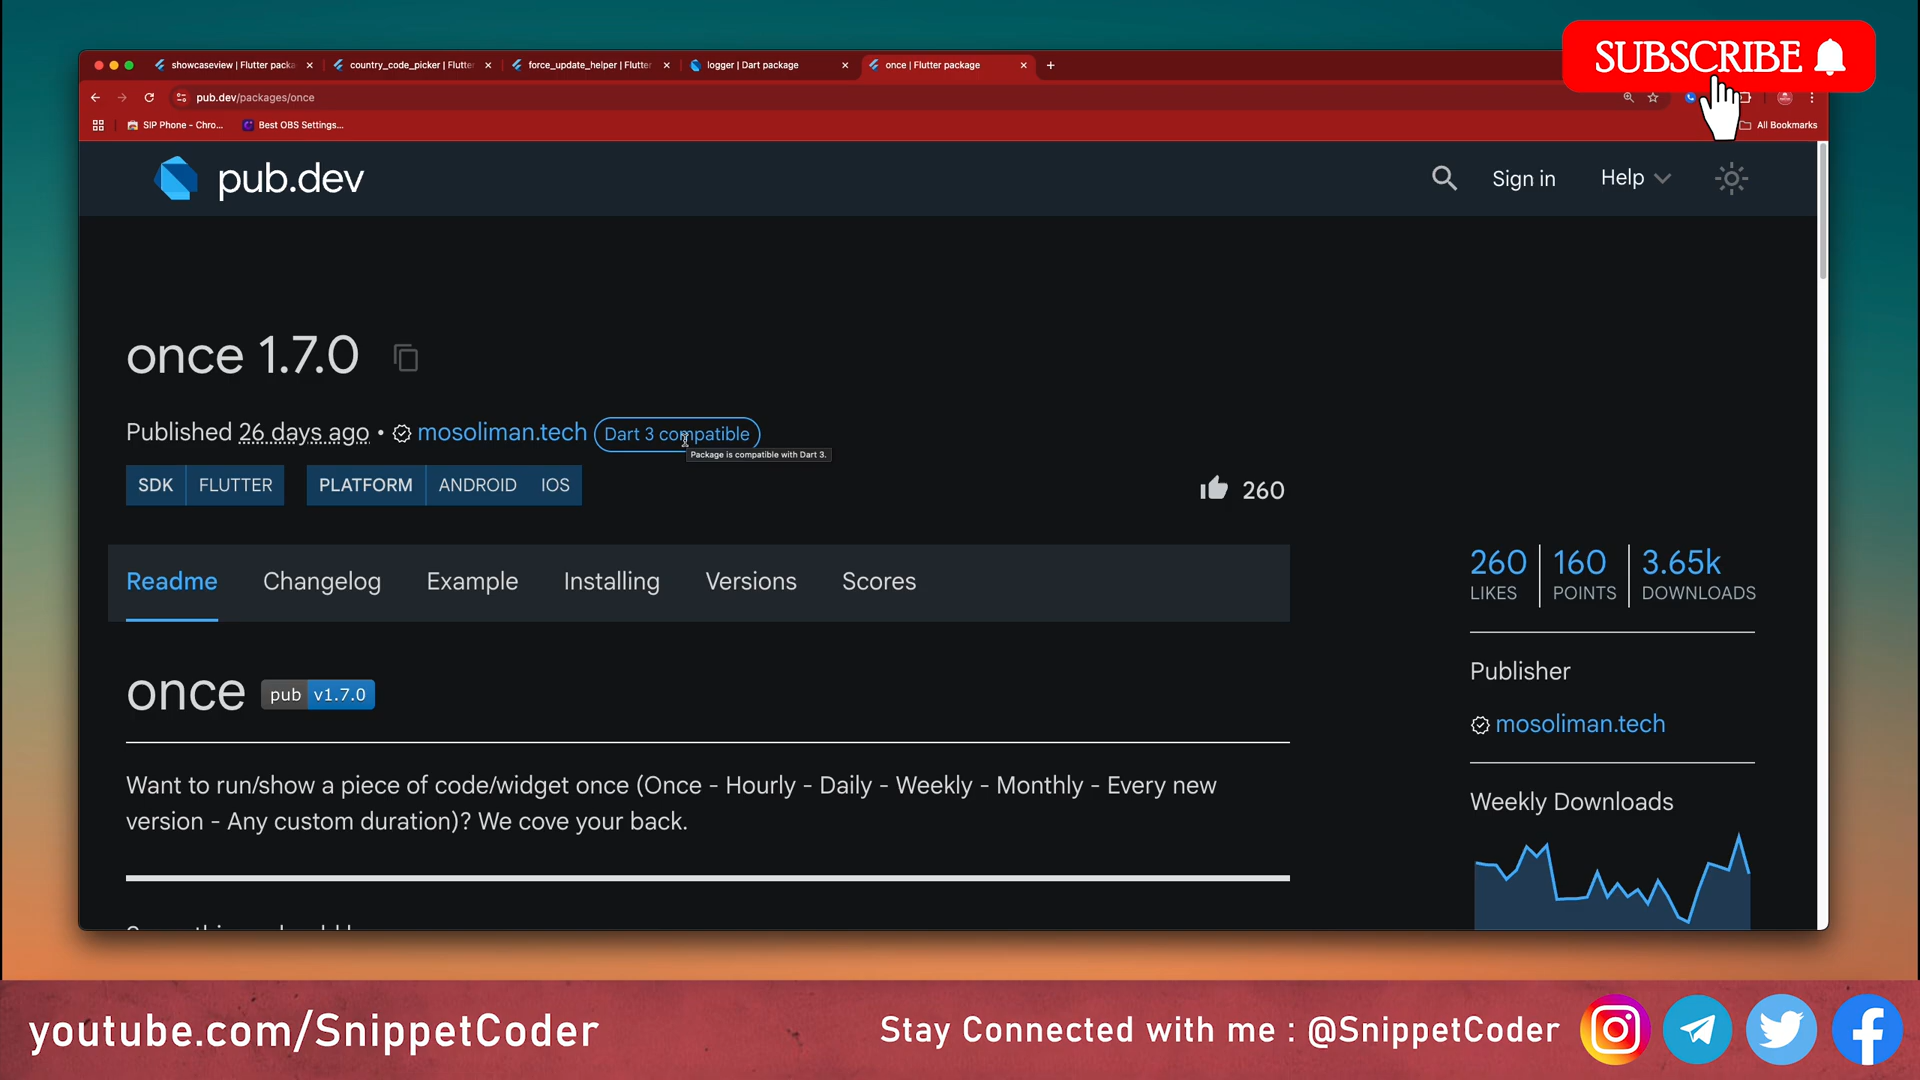 SUBSCRIBE
showcaseview | Flutter packa
country_code_picker | Flutte
force_update_helper | Flutter
logger | Dart package
once | Flutter package
pub.dev/packages/once
SIP Phone - Chro...
Best OBS Settings...
All Bookmarks
pub.dev
Sign in
Help
once 1.7.0
Published 26 days ago • mosoliman.tech
Dart 3 compatible
Package is compatible with Dart 3.
SDK FLUTTER
PLATFORM ANDROID IOS
260
Readme
Changelog
Example
Installing
Versions
Scores
260
LIKES
160
POINTS
3.65k
DOWNLOADS
Publisher
mosoliman.tech
Weekly Downloads
once
pub v1.7.0
Want to run/show a piece of code/widget once (Once - Hourly - Daily - Weekly - Monthly - Every new
version - Any custom duration)? We cove your back.
youtube.com/SnippetCoder
Stay Connected with me : @SnippetCoder